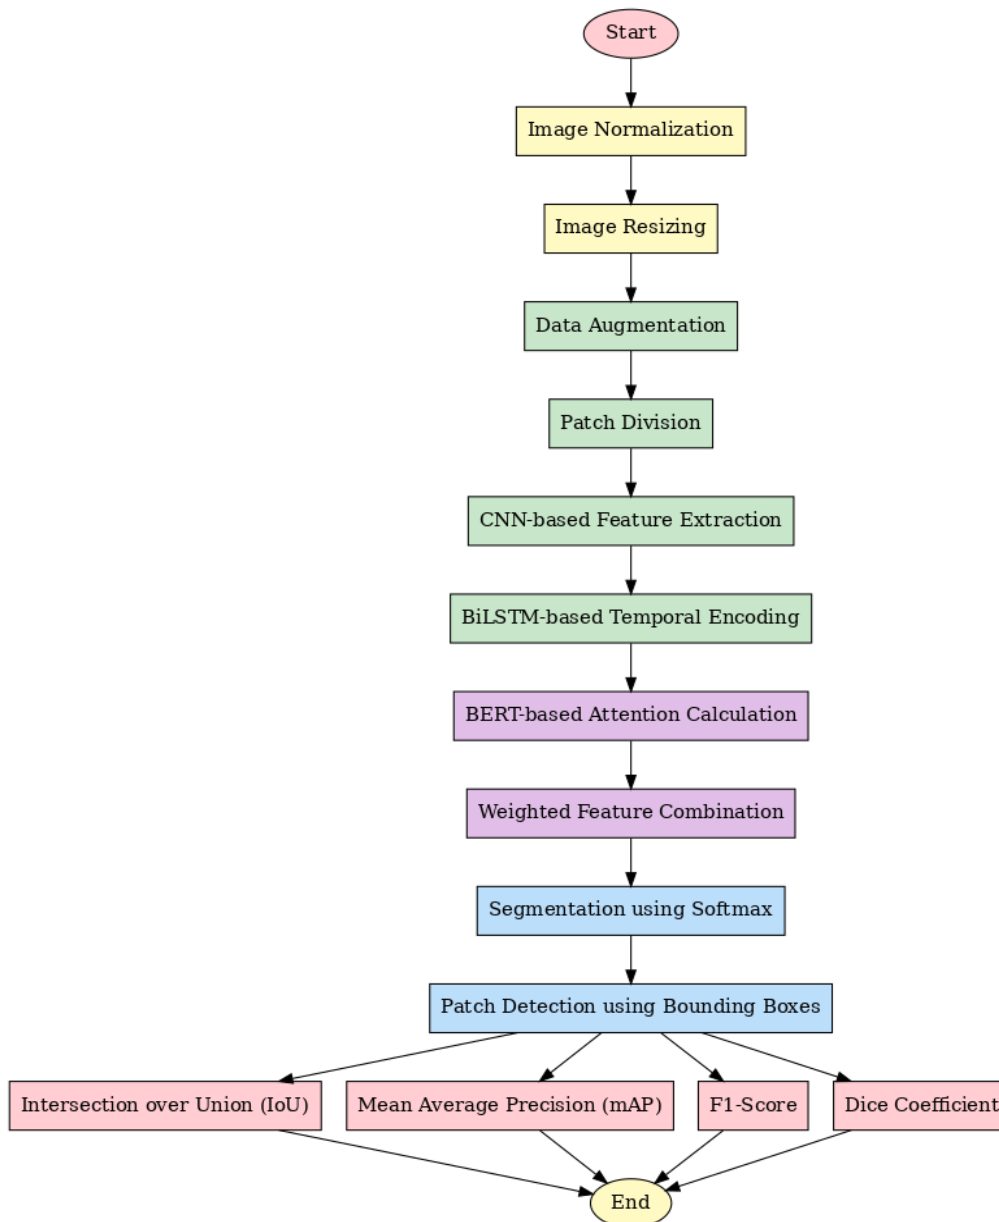 Start
Image Normalization
Image Resizing
Data Augmentation
Patch Division
CNN-based Feature Extraction
BiLSTM-based Temporal Encoding
BERT-based Attention Calculation
Weighted Feature Combination
Segmentation using Softmax
Patch Detection using Bounding Boxes
Intersection over Union (IoU)
Mean Average Precision (mAP)
F1-Score
Dice Coefficient
End